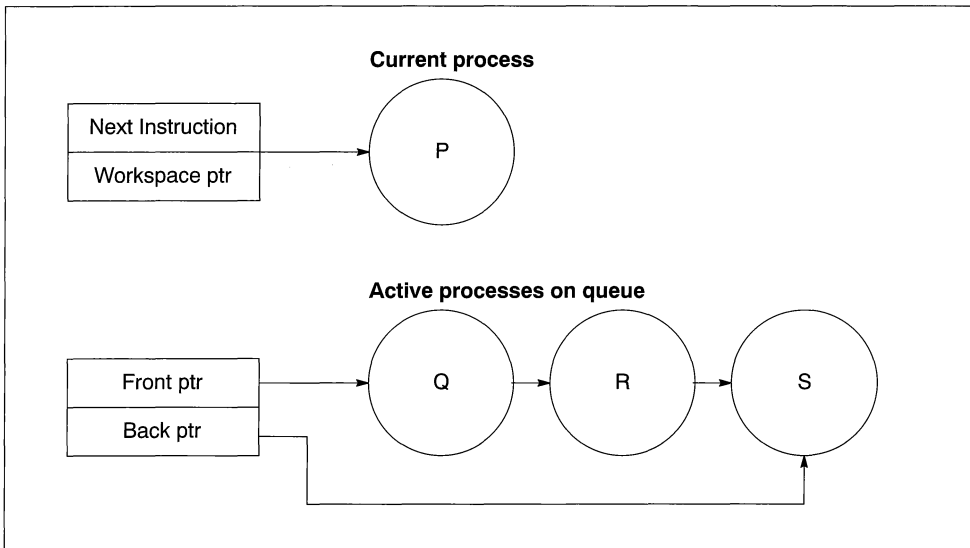 Current process
Next Instruction
P
Workspace ptr
Active processes on queue
Front ptr
Q
R
S
Back ptr